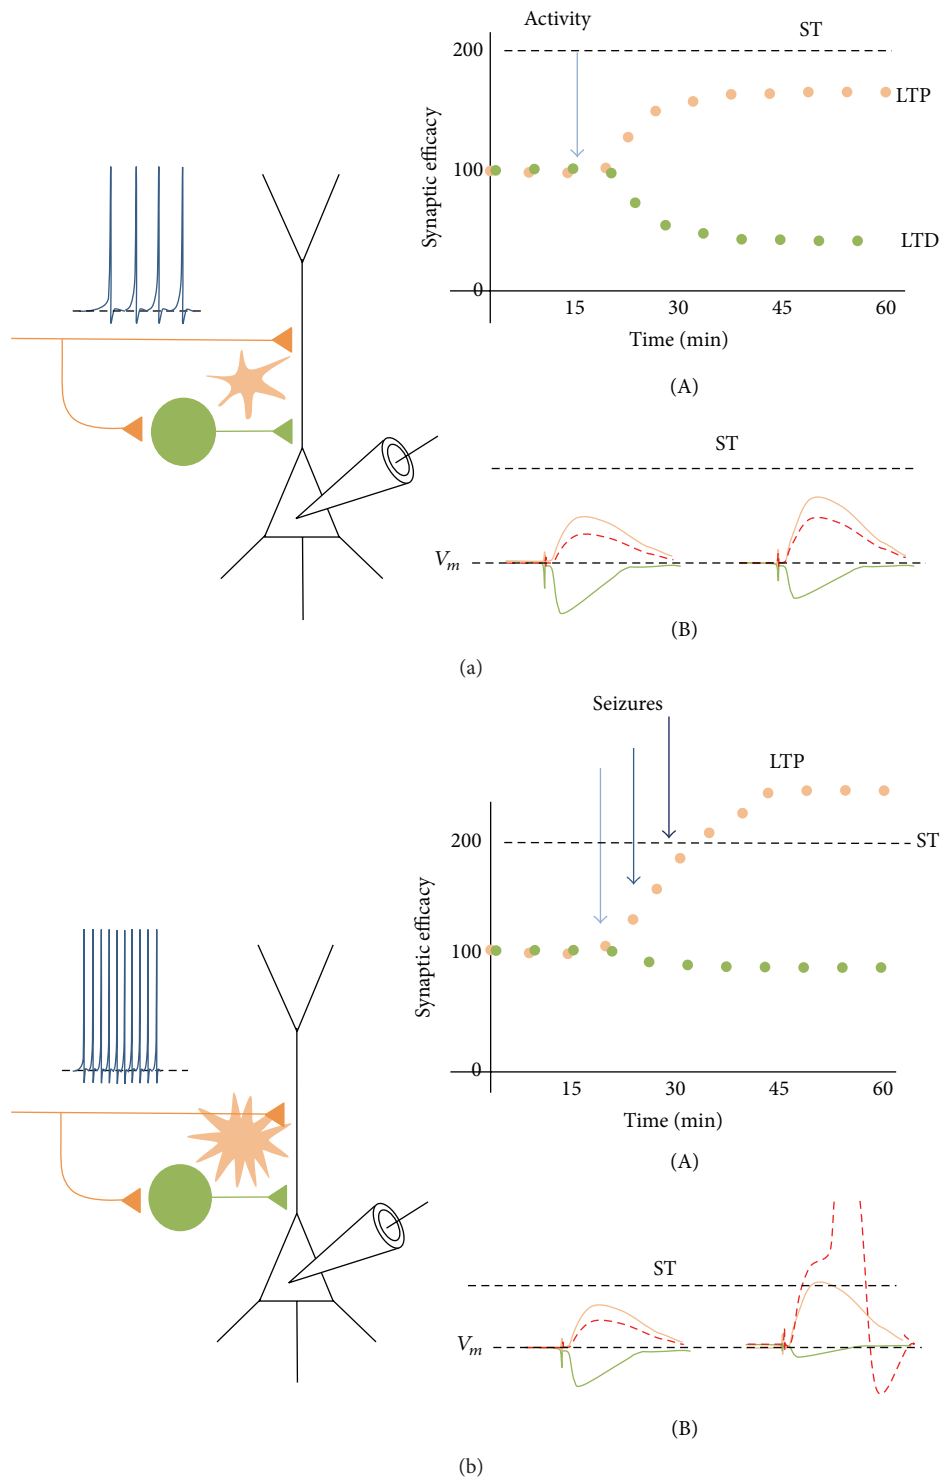 Activity
ST
200
LTP
100
Synaptic efficacy
LTD
0
15 30 45 60
Time (min)
(A)
ST
Vm
(B)
(a)
Seizures
LTP
200
ST
100
Synaptic efficacy
0
15 30 45 60
Time (min)
(A)
ST
Vm
(B)
(b)